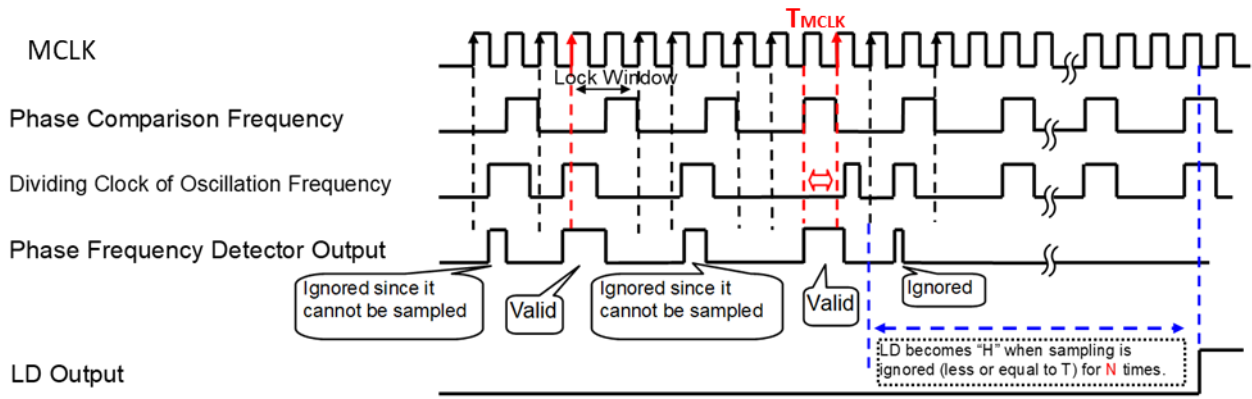 TMCLK
MCLK
Lock Window
Phase Comparison Frequency
Dividing Clock of Oscillation Frequency
Phase Frequency Detector Output
Ignored since it
cannot be sampled
Valid
Ignored since it
cannot be sampled
Valid
Ignored
LD becomes “H” when sampling is
ignored (less or equal to T) for N times.
LD Output